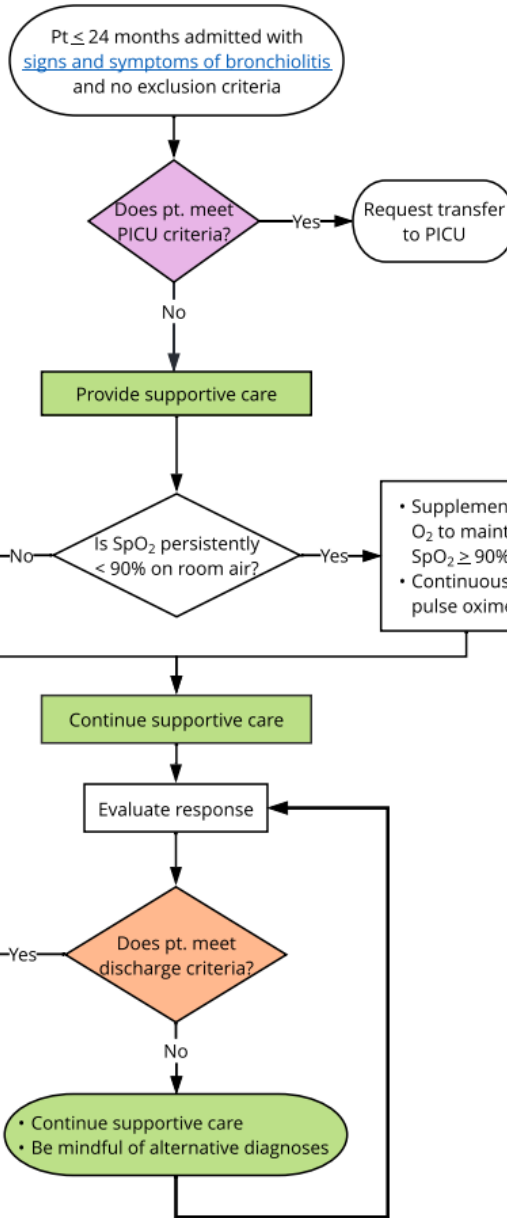 Pt ≤ 24 months admitted with
signs and symptoms of bronchiolitis
and no exclusion criteria
Does pt. meet
PICU criteria?
Yes
Request transfer
to PICU
No
Provide supportive care
Is SpO₂ persistently
< 90% on room air?
No
Yes
• Supplemen
O₂ to maint
SpO₂ ≥ 90%
• Continuous
pulse oxime
Continue supportive care
Evaluate response
Does pt. meet
discharge criteria?
Yes
No
• Continue supportive care
• Be mindful of alternative diagnoses